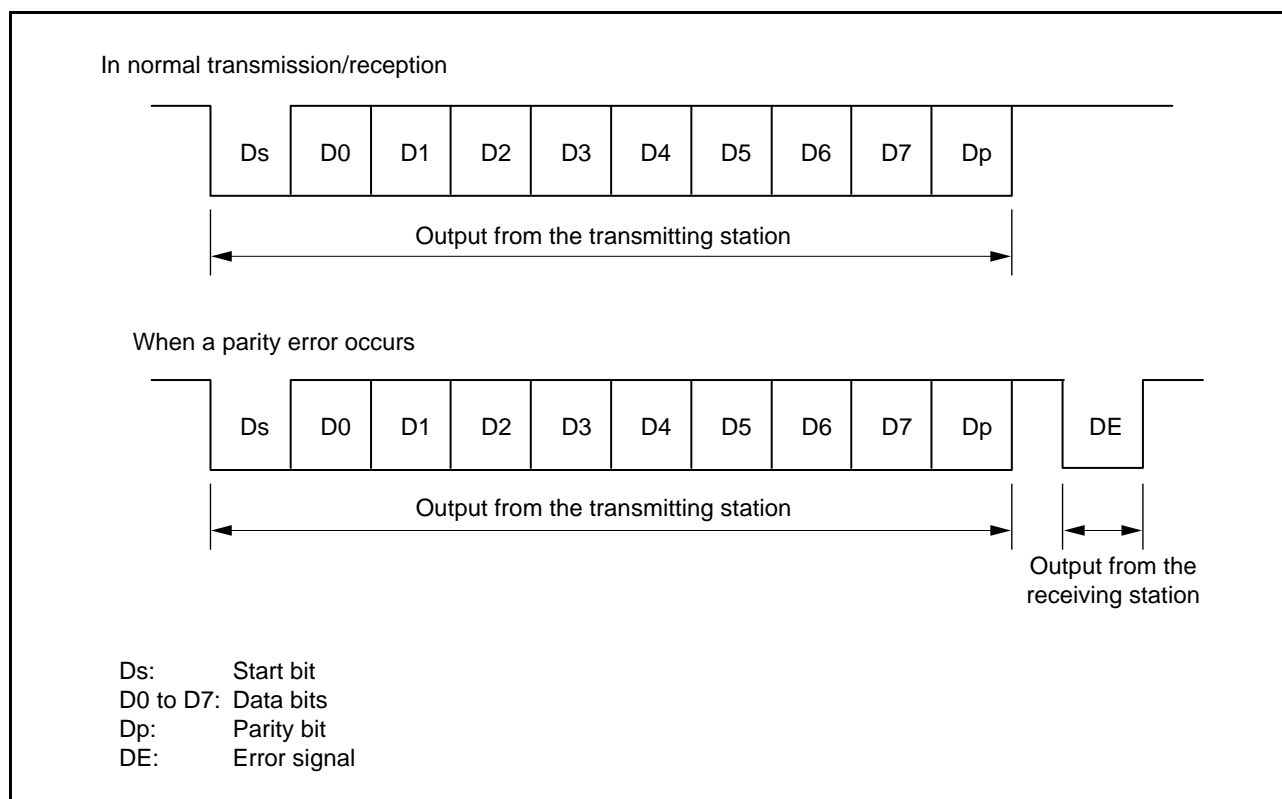 In normal transmission/reception
Ds D0 D1 D2 D3 D4 D5 D6 D7 Dp
Output from the transmitting station
When a parity error occurs
Ds D0 D1 D2 D3 D4 D5 D6 D7 Dp DE
Output from the transmitting station
Output from the
receiving station
Ds: Start bit
D0 to D7: Data bits
Dp: Parity bit
DE: Error signal